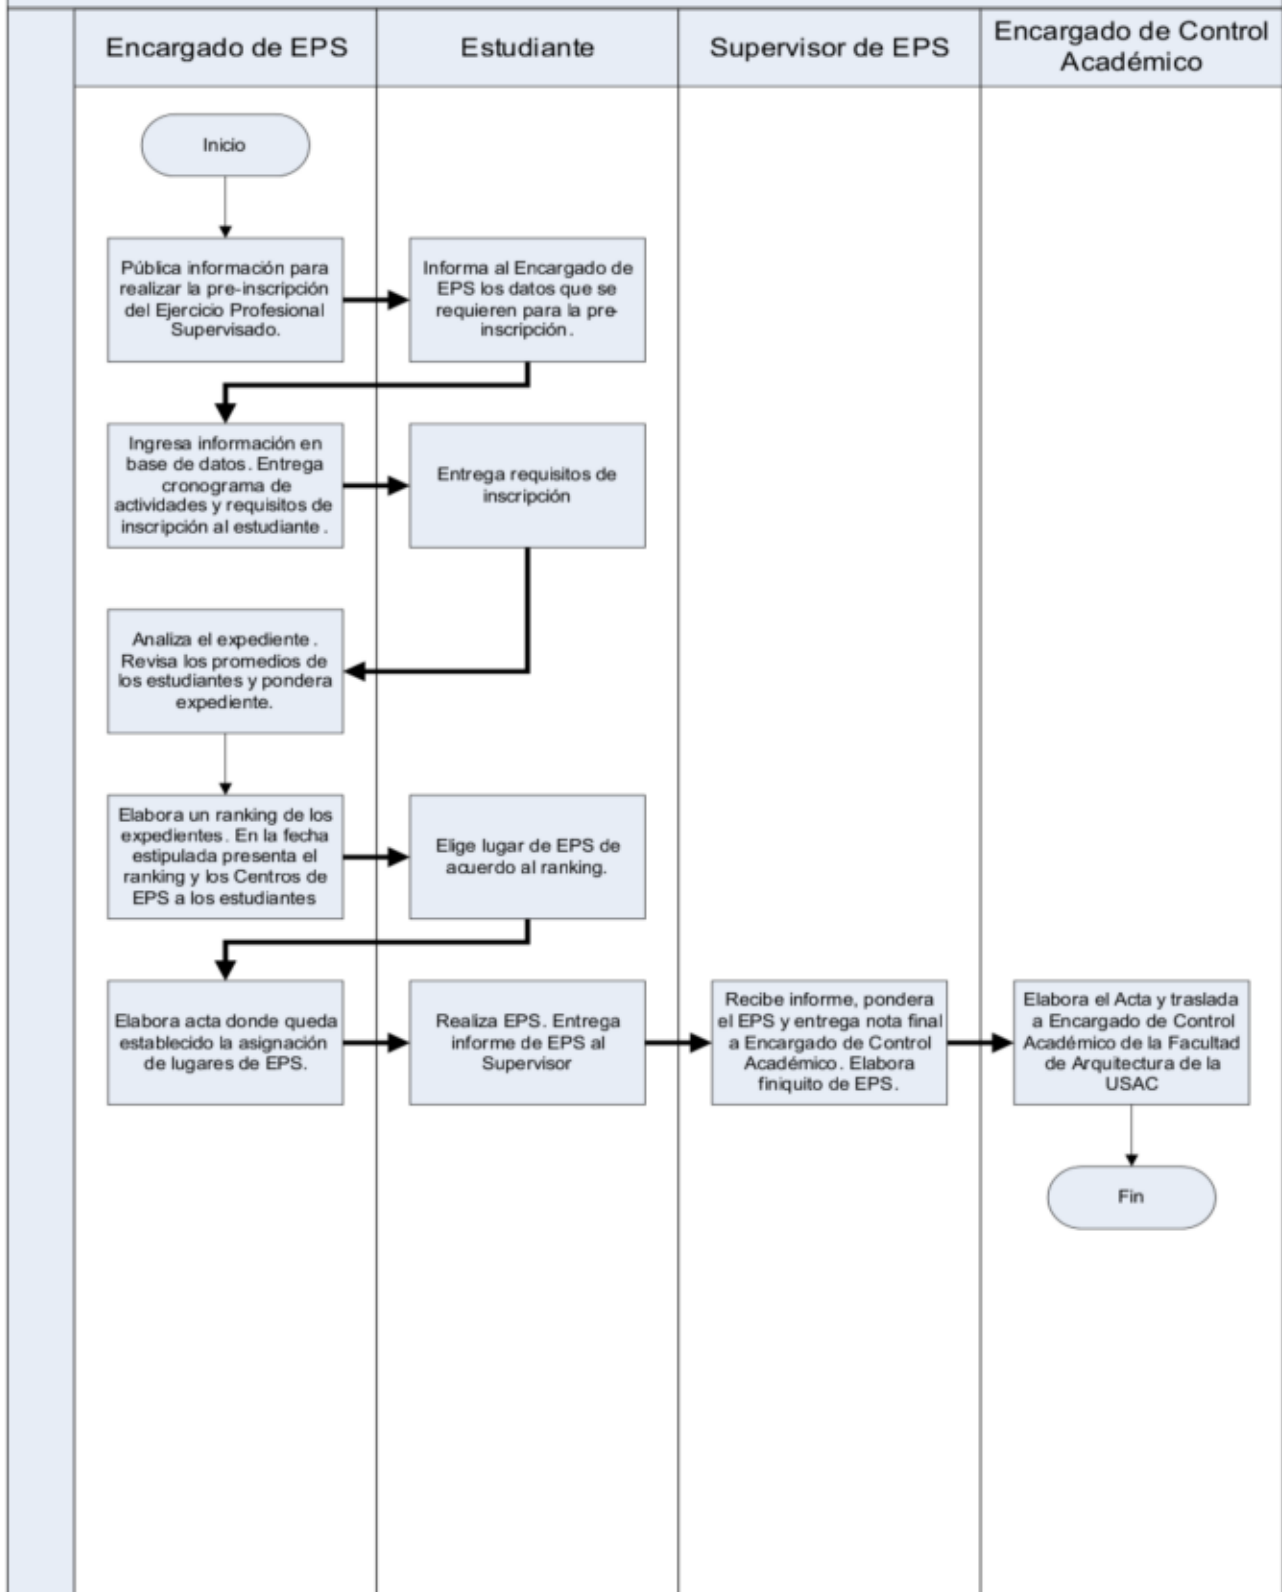 Encargado de EPS
Estudiante
Supervisor de EPS
Encargado de Control
Académico
Inicio
Pública información para
realizar la pre-inscripción
del Ejercicio Profesional
Supervisado.
Informa al Encargado de
EPS los datos que se
requieren para la pre-
inscripción.
Ingresa información en
base de datos. Entrega
cronograma de
actividades y requisitos de
inscripción al estudiante.
Entrega requisitos de
inscripción
Analiza el expediente.
Revisa los promedios de
los estudiantes y pondera
expediente.
Elabora un ranking de los
expedientes. En la fecha
estipulada presenta el
ranking y los Centros de
EPS a los estudiantes
Elige lugar de EPS de
acuerdo al ranking.
Elabora acta donde queda
establecido la asignación
de lugares de EPS.
Realiza EPS. Entrega
informe de EPS al
Supervisor
Recibe informe, pondera
el EPS y entrega nota final
a Encargado de Control
Académico. Elabora
finiquito de EPS.
Elabora el Acta y traslada
a Encargado de Control
Académico de la Facultad
de Arquitectura de la
USAC
Fin